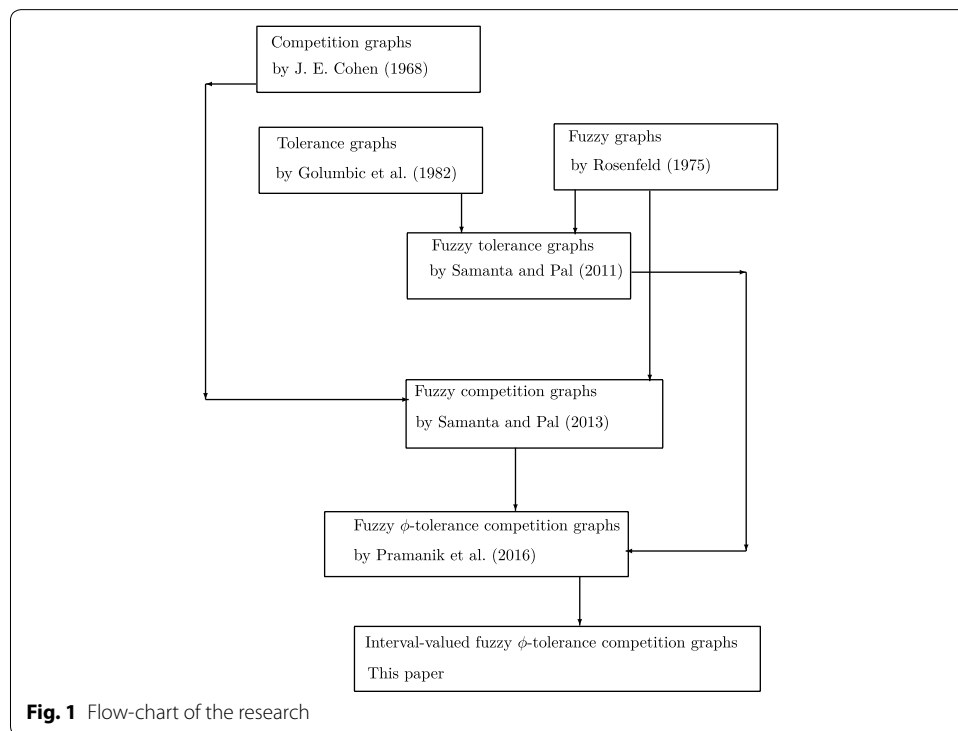 Competition graphs
by J. E. Cohen (1968)
Tolerance graphs
by Golumbic et al. (1982)
Fuzzy graphs
by Rosenfeld (1975)
Fuzzy tolerance graphs
by Samanta and Pal (2011)
Fuzzy competition graphs
by Samanta and Pal (2013)
Fuzzy ϕ-tolerance competition graphs
by Pramanik et al. (2016)
Interval-valued fuzzy ϕ-tolerance competition graphs
This paper
Fig. 1 Flow-chart of the research